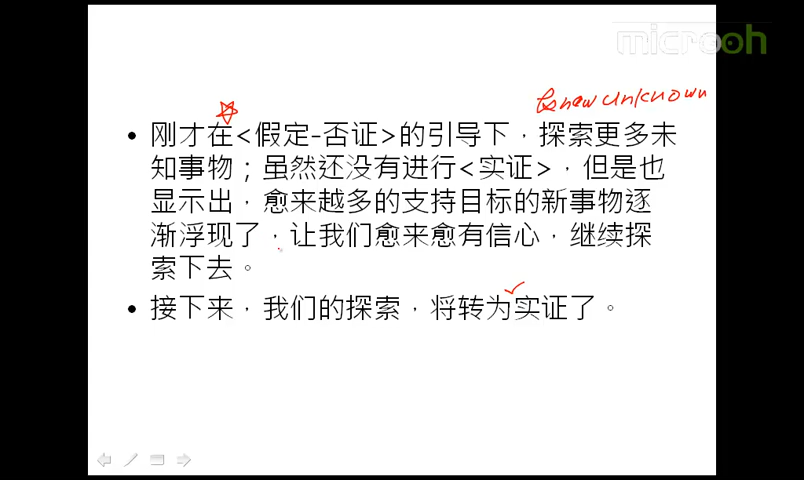 microoh
& new unknown
• 刚才在<假定-否证>的引导下，探索更多未
知事物；虽然还没有进行<实证>，但是也
显示出，愈来越多的支持目标的新事物逐
渐浮现了，让我们愈来愈有信心，继续探
索下去。
• 接下来，我们的探索，将转为实证了。